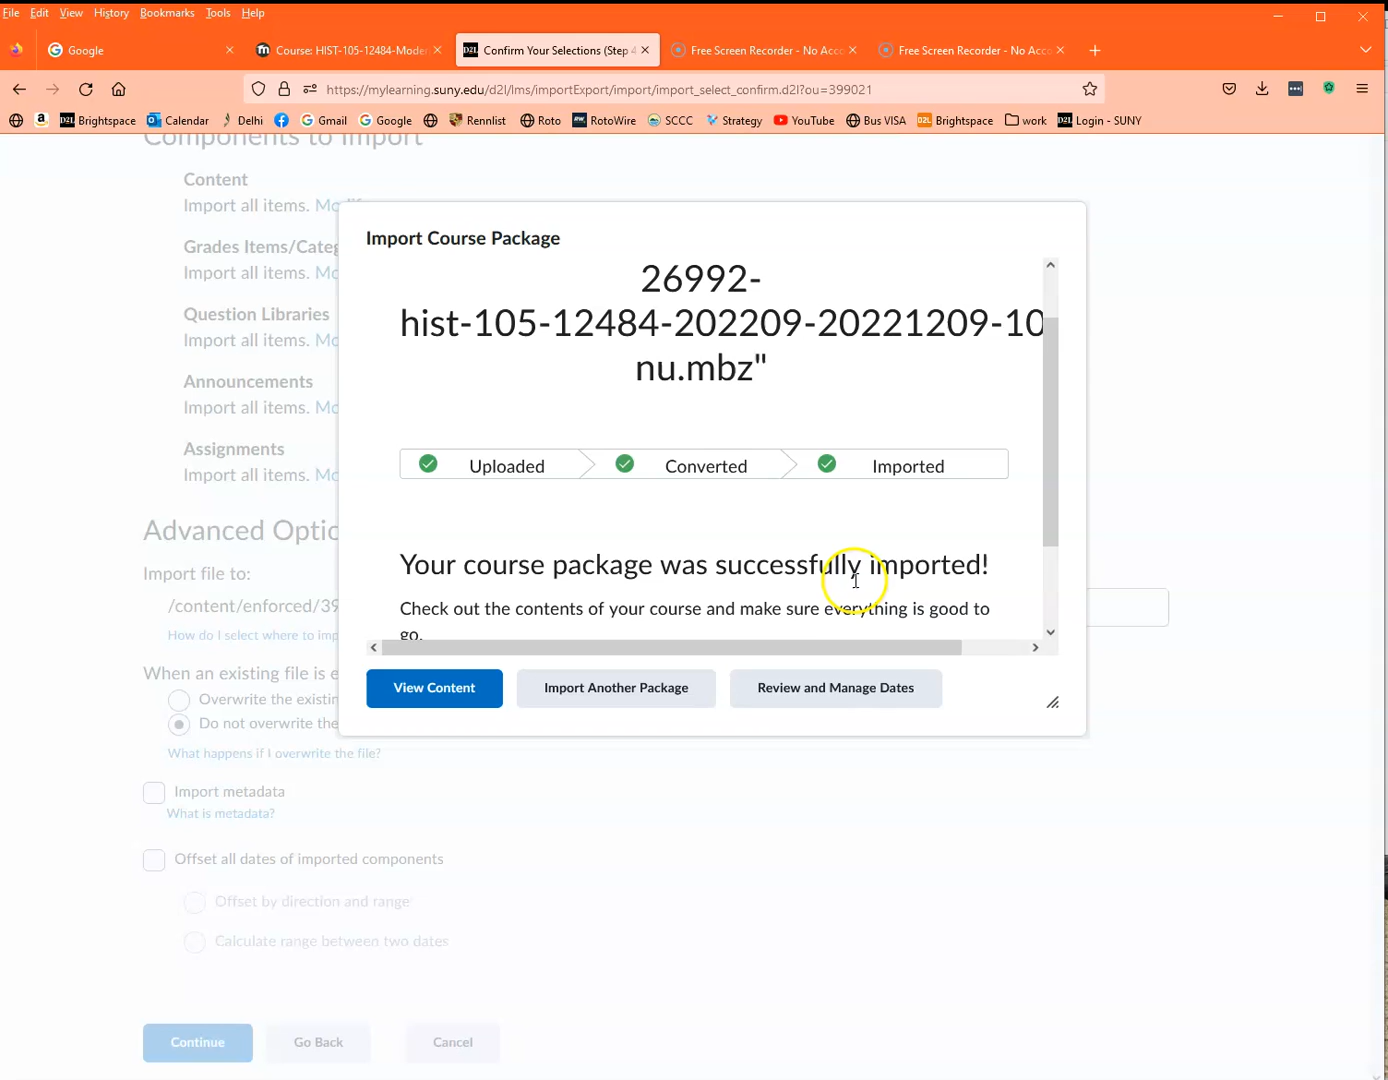 File Edit View History Bookmarks Tools Help
Google
Course: HIST-105-12484-Moder
Confirm Your Selections (Step 4
Free Screen Recorder - No Acco
Free Screen Recorder - No Acco
https://mylearning.suny.edu/d2l/lms/importExport/import/import_select_confirm.d2l?ou=399021
Brightspace Calendar Delhi Gmail Google Rennlist Roto RotoWire SCCC Strategy YouTube Bus VISA Brightspace work Login - SUNY
Components to Import
Content
Import all items.
Grades Items/Categ
Import all items. Mo
Question Libraries
Import all items. Mo
Announcements
Import all items. Mo
Assignments
Import all items. Mo
Advanced Optio
Import file to:
/content/enforced/39
How do I select where to imp
When an existing file is e
Overwrite the existin
Do not overwrite the
What happens if I overwrite the file?
Import metadata
What is metadata?
Offset all dates of imported components
Offset by direction and range
Calculate range between two dates
Continue Go Back Cancel
Import Course Package
26992-
hist-105-12484-202209-20221209-10
nu.mbz"
Uploaded Converted Imported
Your course package was successfully imported!
Check out the contents of your course and make sure everything is good to
go.
View Content Import Another Package Review and Manage Dates